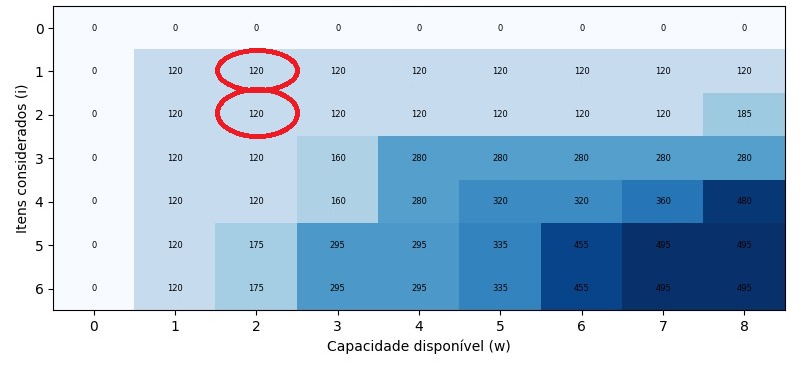 Itens considerados (i)
0 0 0 0 0 0 0 0 0 0
1 0 120 120 120 120 120 120 120 120
2 0 120 120 120 120 120 120 120 185
3 0 120 120 160 280 280 280 280 280
4 0 120 120 160 280 320 320 360 480
5 0 120 175 295 295 335 455 495 495
6 0 120 175 295 295 335 455 495 495
0 1 2 3 4 5 6 7 8
Capacidade disponível (w)